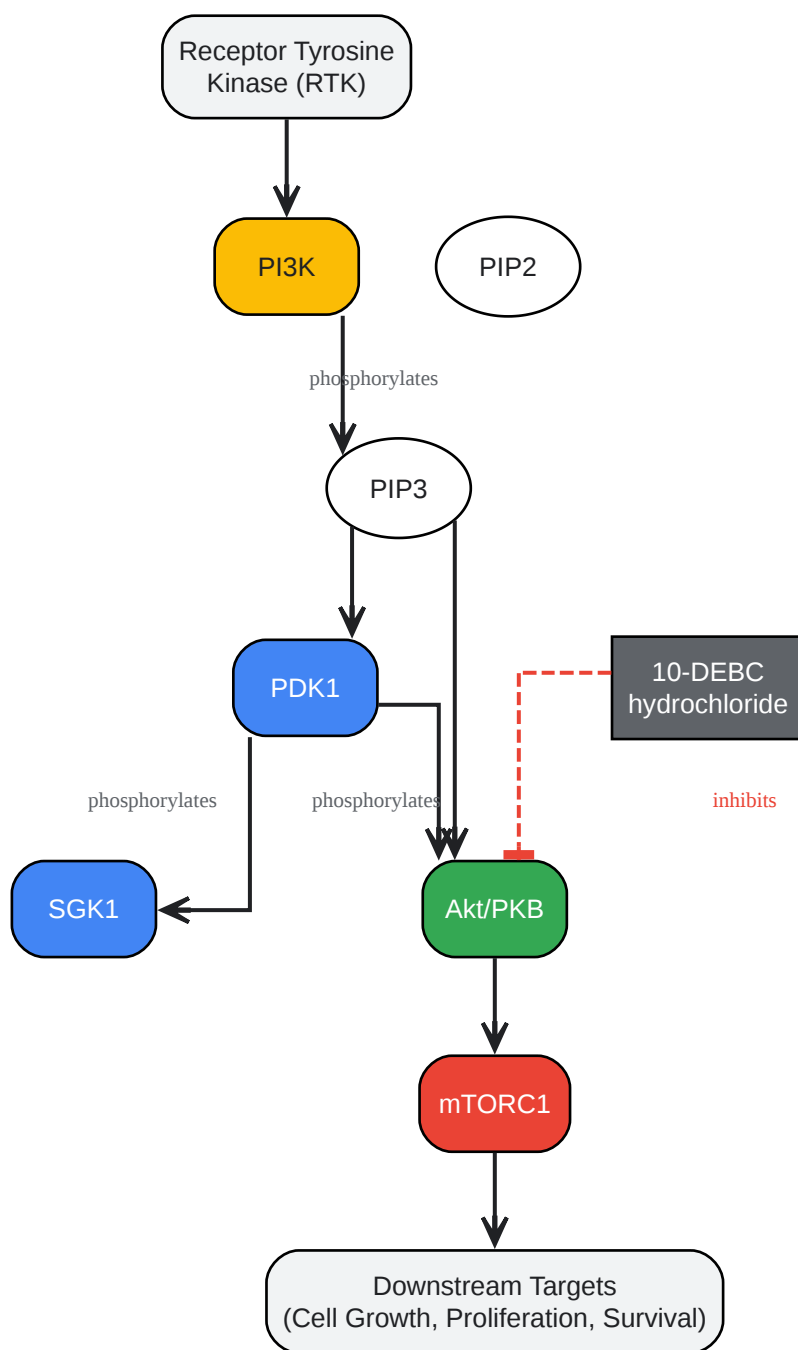 Receptor Tyrosine
Kinase (RTK)
PI3K
PIP2
phosphorylates
PIP3
PDK1
10-DEBC
hydrochloride
phosphorylates
phosphorylates
inhibits
SGK1
Akt/PKB
mTORC1
Downstream Targets
(Cell Growth, Proliferation, Survival)